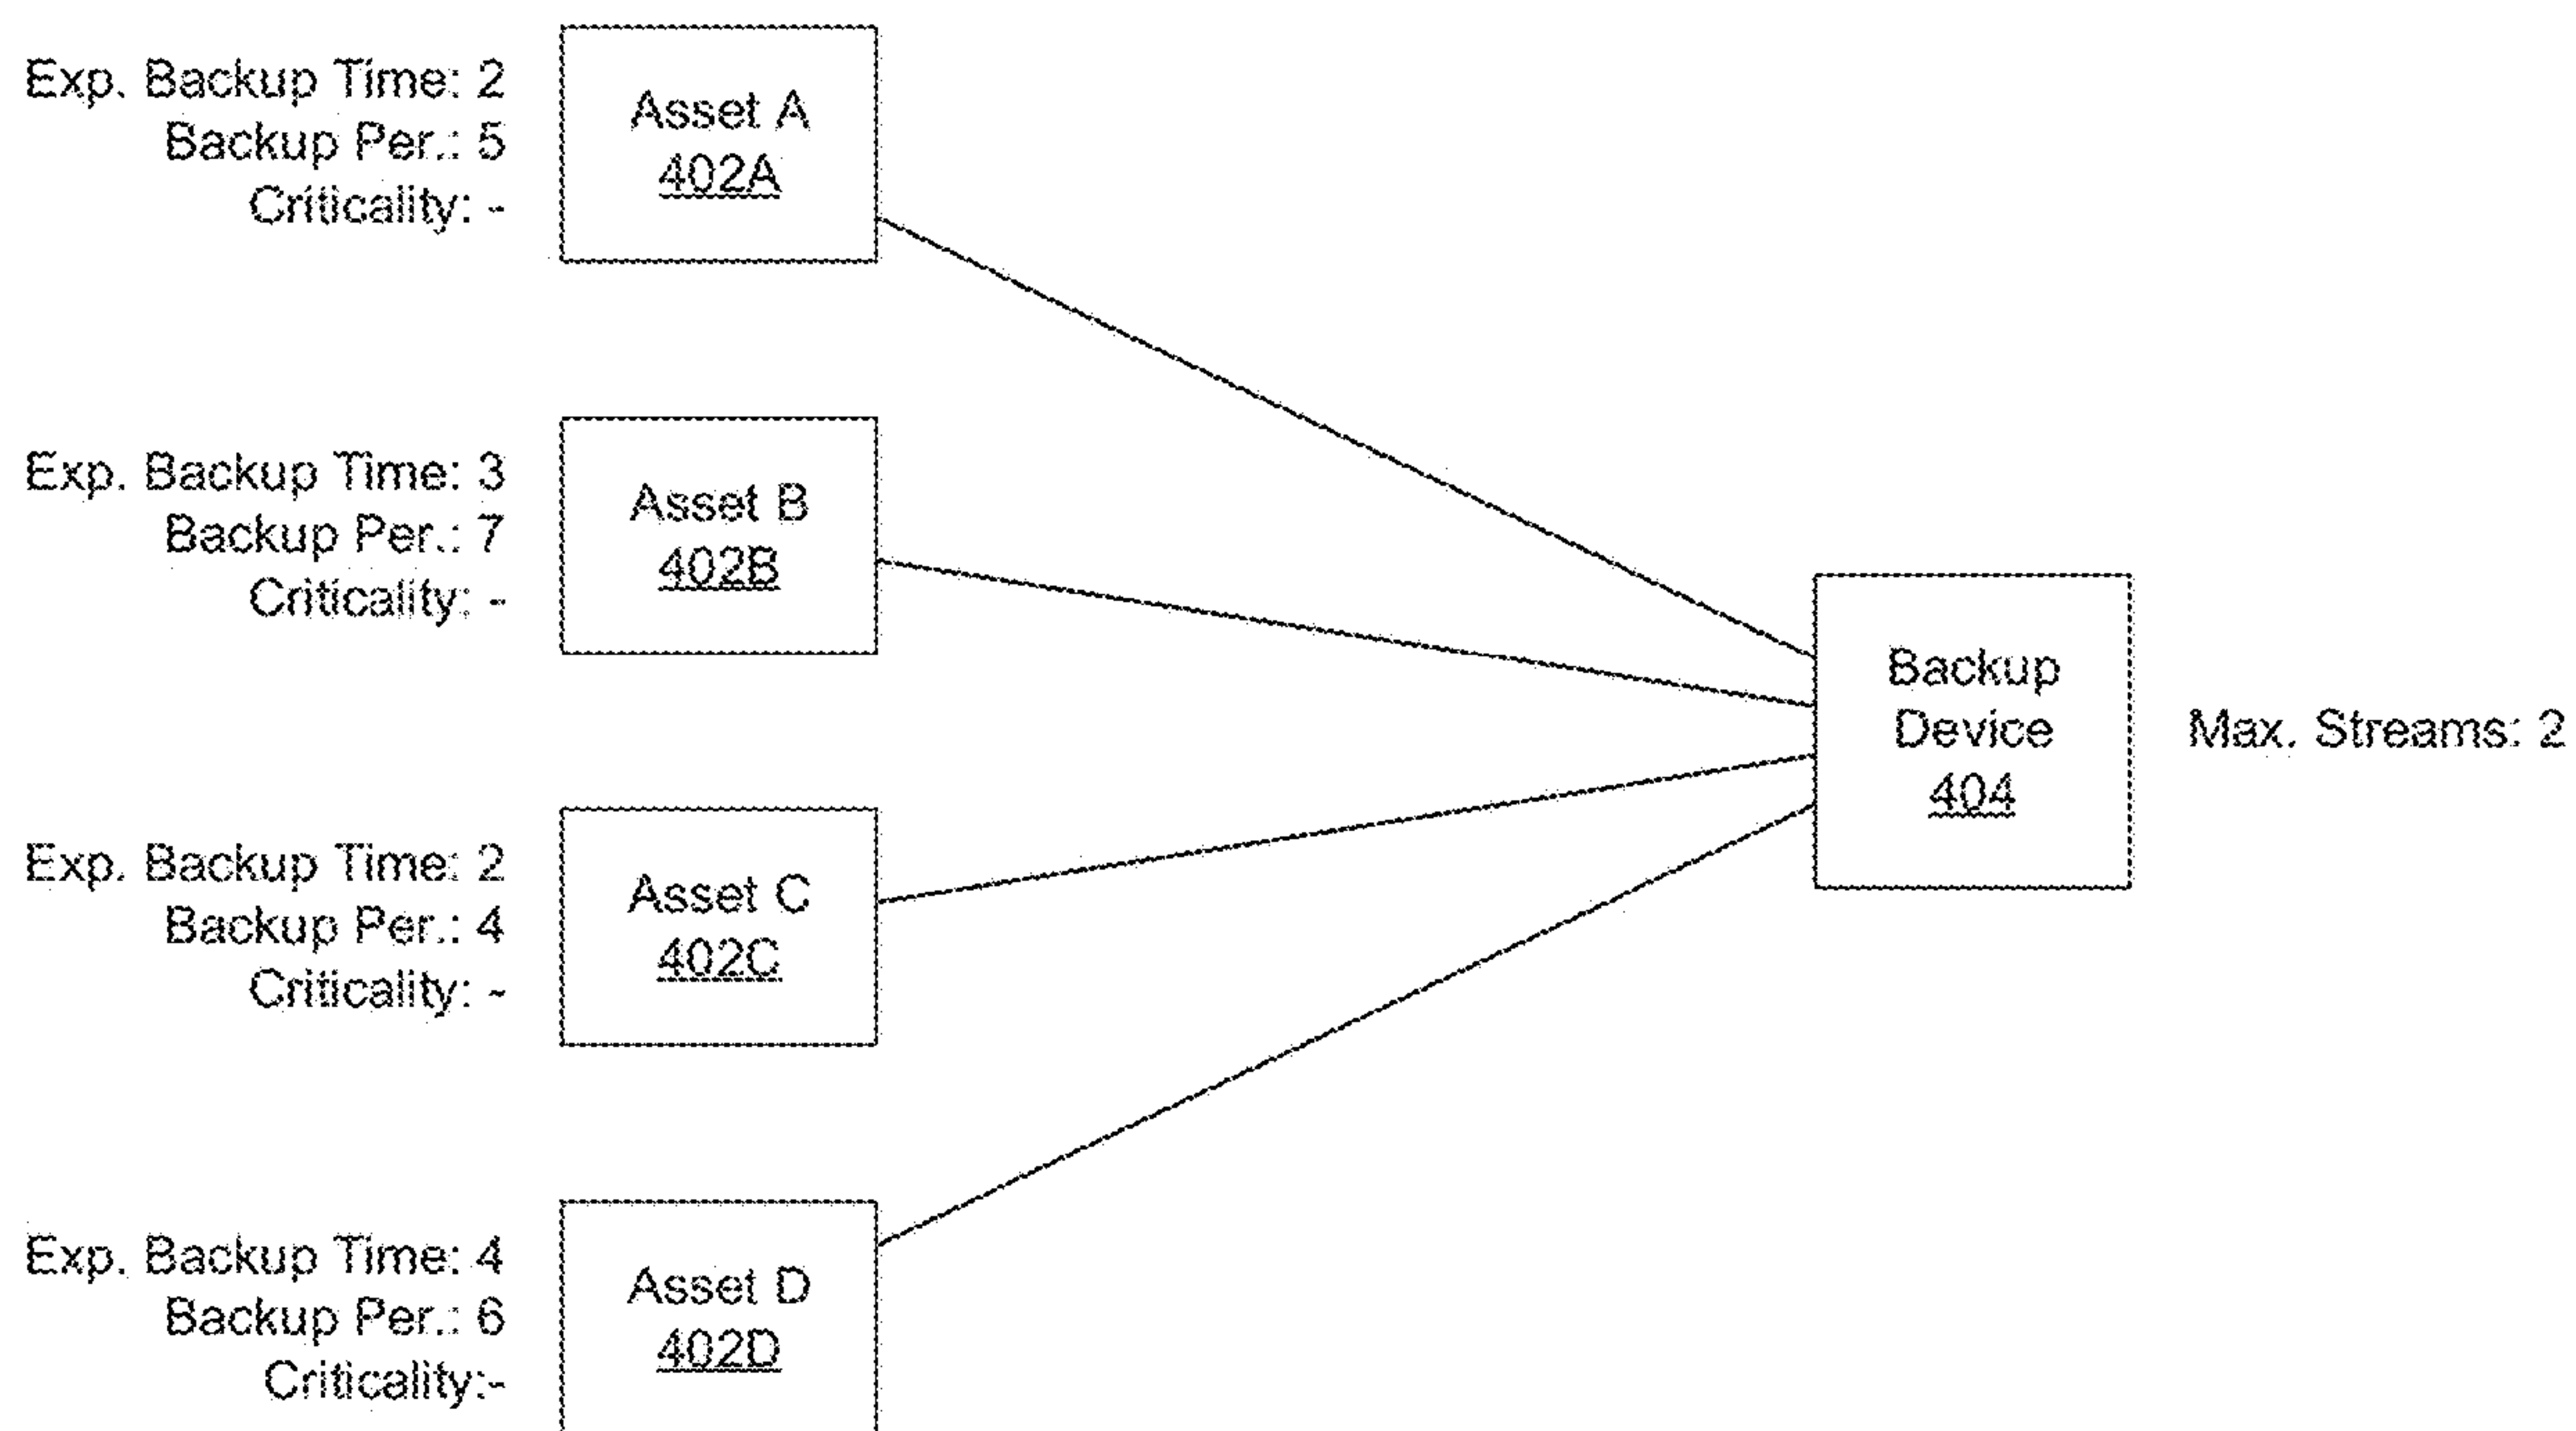 Exp. Backup Time: 2
Backup Per.: 5
Criticality: -
Asset A
402A
Exp. Backup Time: 3
Backup Per.: 7
Criticality: -
Asset B
402B
Backup
Device
404
Max. Streams: 2
Exp. Backup Time: 2
Backup Per.: 4
Criticality: -
Asset C
402C
Exp. Backup Time: 4
Backup Per.: 6
Criticality:-
Asset D
402D